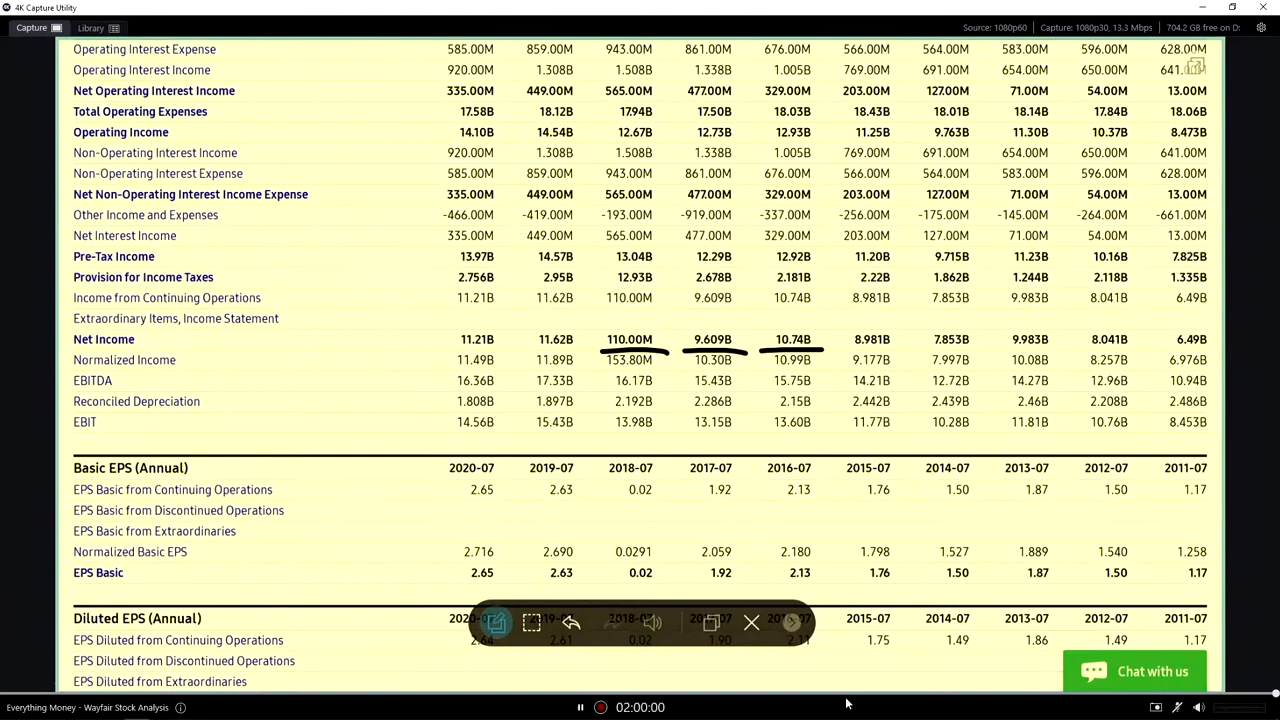 4K Capture Utility
Capture Library Source: 1080p60 Capture: 1080p30, 13.3 Mbps 704.2 GB free on D:
Operating Interest Expense 585.00M 859.00M 943.00M 861.00M 676.00M 566.00M 564.00M 583.00M 596.00M 628.00M
Operating Interest Income 920.00M 1.308B 1.508B 1.338B 1.005B 769.00M 691.00M 654.00M 650.00M 641.00M
Net Operating Interest Income 335.00M 449.00M 565.00M 477.00M 329.00M 203.00M 127.00M 71.00M 54.00M 13.00M
Total Operating Expenses 17.58B 18.12B 17.94B 17.50B 18.03B 18.43B 18.01B 18.14B 17.84B 18.06B
Operating Income 14.10B 14.54B 12.67B 12.73B 12.93B 11.25B 9.763B 11.30B 10.37B 8.473B
Non-Operating Interest Income 920.00M 1.308B 1.508B 1.338B 1.005B 769.00M 691.00M 654.00M 650.00M 641.00M
Non-Operating Interest Expense 585.00M 859.00M 943.00M 861.00M 676.00M 566.00M 564.00M 583.00M 596.00M 628.00M
Net Non-Operating Interest Income Expense 335.00M 449.00M 565.00M 477.00M 329.00M 203.00M 127.00M 71.00M 54.00M 13.00M
Other Income and Expenses -466.00M -419.00M -193.00M -919.00M -337.00M -256.00M -175.00M -145.00M -264.00M -661.00M
Net Interest Income 335.00M 449.00M 565.00M 477.00M 329.00M 203.00M 127.00M 71.00M 54.00M 13.00M
Pre-Tax Income 13.97B 14.57B 13.04B 12.29B 12.92B 11.20B 9.715B 11.23B 10.16B 7.825B
Provision for Income Taxes 2.756B 2.95B 12.93B 2.678B 2.181B 2.22B 1.862B 1.244B 2.118B 1.335B
Income from Continuing Operations 11.21B 11.62B 110.00M 9.609B 10.74B 8.981B 7.853B 9.983B 8.041B 6.49B
Extraordinary Items, Income Statement
Net Income 11.21B 11.62B 110.00M 9.609B 10.74B 8.981B 7.853B 9.983B 8.041B 6.49B
Normalized Income 11.49B 11.89B 153.80M 10.30B 10.99B 9.177B 7.997B 10.08B 8.257B 6.976B
EBITDA 16.36B 17.33B 16.17B 15.43B 15.75B 14.21B 12.72B 14.27B 12.96B 10.94B
Reconciled Depreciation 1.808B 1.897B 2.192B 2.286B 2.15B 2.442B 2.439B 2.46B 2.208B 2.486B
EBIT 14.56B 15.43B 13.98B 13.15B 13.60B 11.77B 10.28B 11.81B 10.76B 8.453B
Basic EPS (Annual) 2020-07 2019-07 2018-07 2017-07 2016-07 2015-07 2014-07 2013-07 2012-07 2011-07
EPS Basic from Continuing Operations 2.65 2.63 0.02 1.92 2.13 1.76 1.50 1.87 1.50 1.17
EPS Basic from Discontinued Operations
EPS Basic from Extraordinaries
Normalized Basic EPS 2.716 2.690 0.0291 2.059 2.180 1.798 1.527 1.889 1.540 1.258
EPS Basic 2.65 2.63 0.02 1.92 2.13 1.76 1.50 1.87 1.50 1.17
Diluted EPS (Annual) 2015-07 2014-07 2013-07 2012-07 2011-07
EPS Diluted from Continuing Operations 2.64 2.61 0.02 1.90 2.11 1.75 1.49 1.86 1.49 1.17
EPS Diluted from Discontinued Operations
EPS Diluted from Extraordinaries
Chat with us
Everything Money - Wayfair Stock Analysis 02:00:00